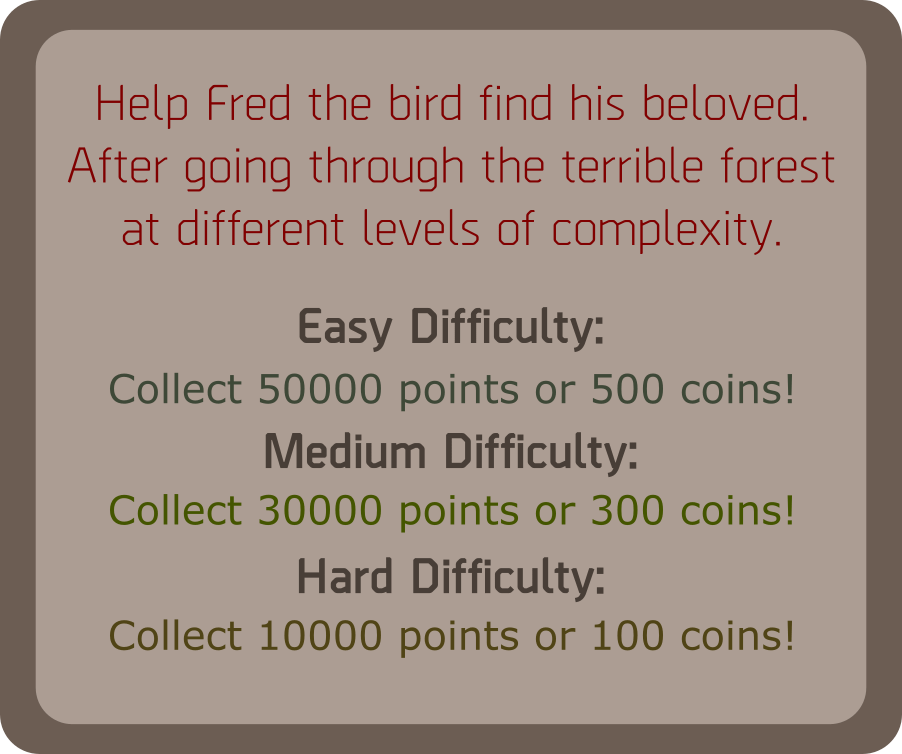 Help Fred the bird find his beloved.
After going through the terrible forest
at different levels of complexity.
Easy Difficulty:
Collect 50000 points or 500 coins!
Medium Difficulty:
Collect 30000 points or 300 coins!
Hard Difficulty:
Collect 10000 points or 100 coins!